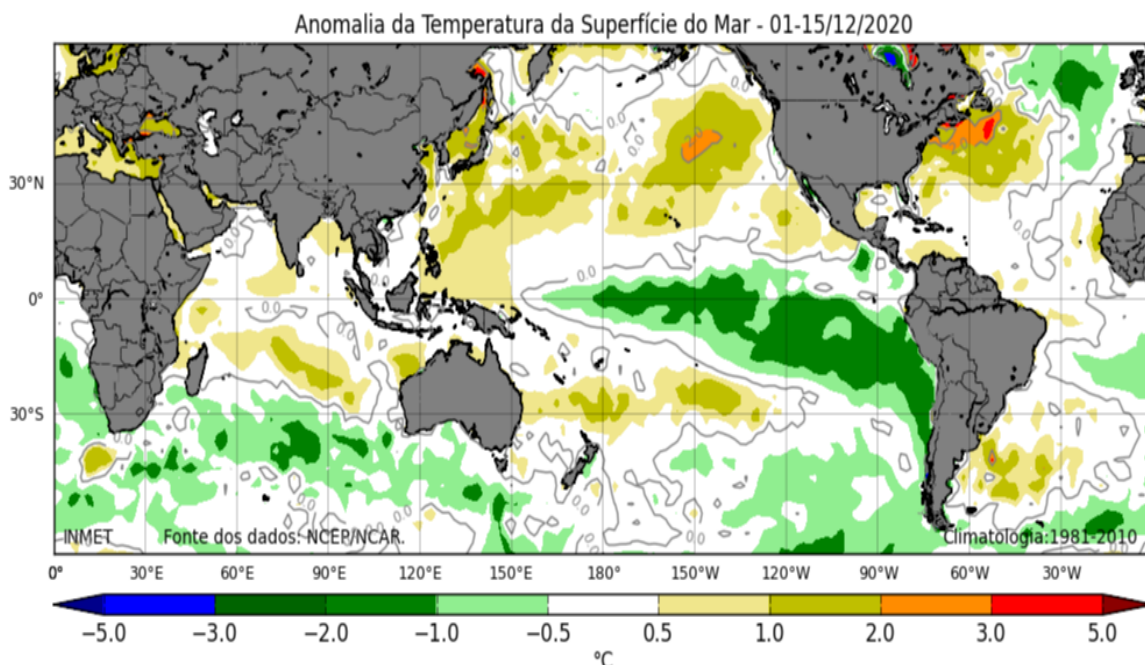 Anomalia da Temperatura da Superfície do Mar - 01-15/12/2020
30°N
0°
30°S
0.0
INMET Fonte dos dados: NCEP/NCAR. Climatologia:1981-2010
0° 30°E 60°E 90°E 120°E 150°E 180° 150°W 120°W 90°W 60°W 30°W
−5.0 −3.0 −2.0 −1.0 −0.5 0.5 1.0 2.0 3.0 5.0
°C